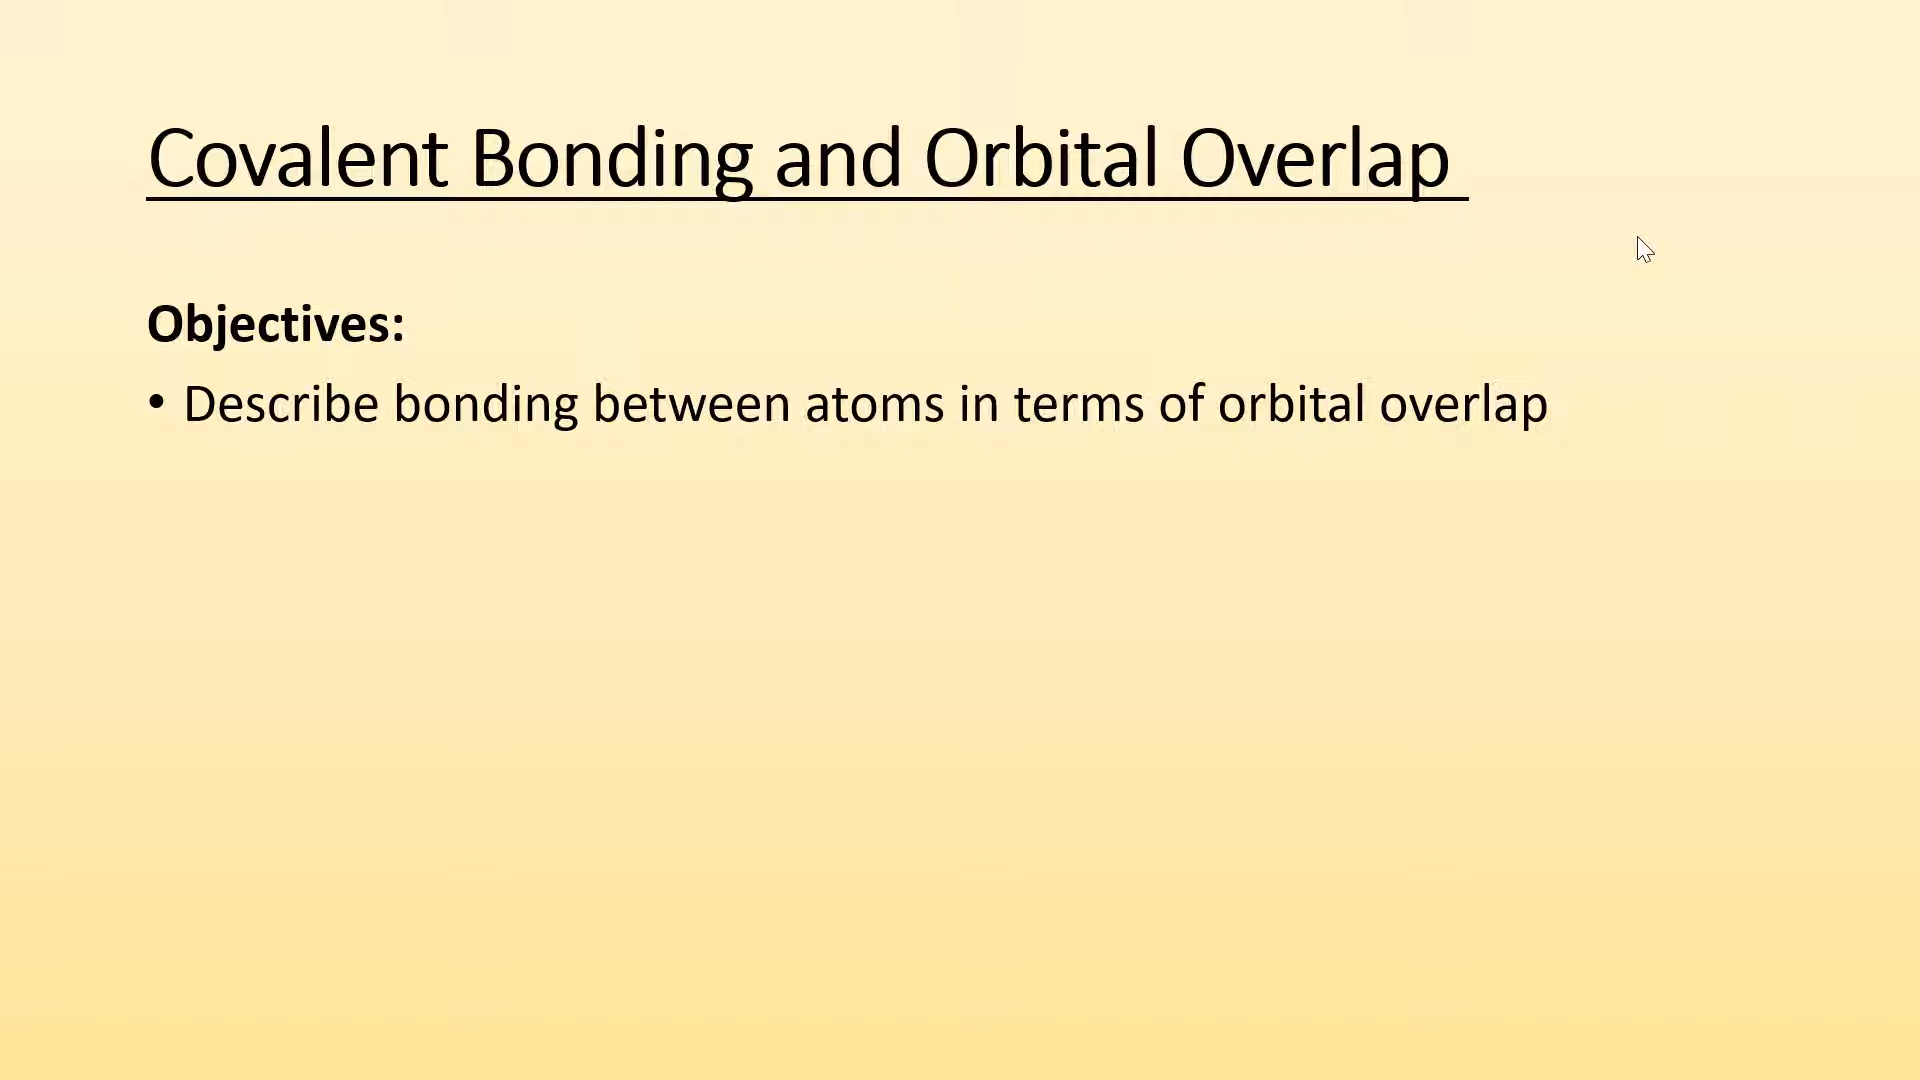 Covalent Bonding and Orbital Overlap
Objectives:
• Describe bonding between atoms in terms of orbital overlap